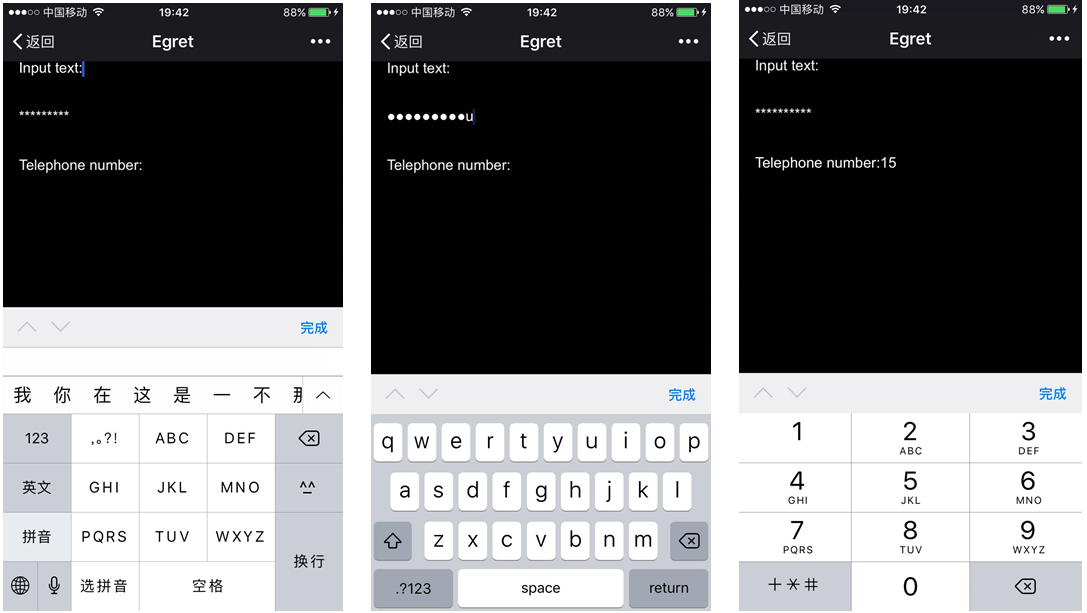 中国移动 19:42 88%
返回 Egret
Input text:
*********
Telephone number:
完成
我 你 在 这 是 一 不 那
123 ,。?! ABC DEF
英文 GHI JKL MNO ^^
拼音 PQRS TUV WXYZ 换行
选拼音 空格
中国移动 19:42 88%
返回 Egret
Input text:
●●●●●●●●●u
Telephone number:
完成
q w e r t y u i o p
a s d f g h j k l
z x c v b n m
.?123 space return
中国移动 19:42 88%
返回 Egret
Input text:
**********
Telephone number:15
完成
1 2 3
ABC DEF
4 5 6
GHI JKL MNO
7 8 9
PQRS TUV WXYZ
+*# 0